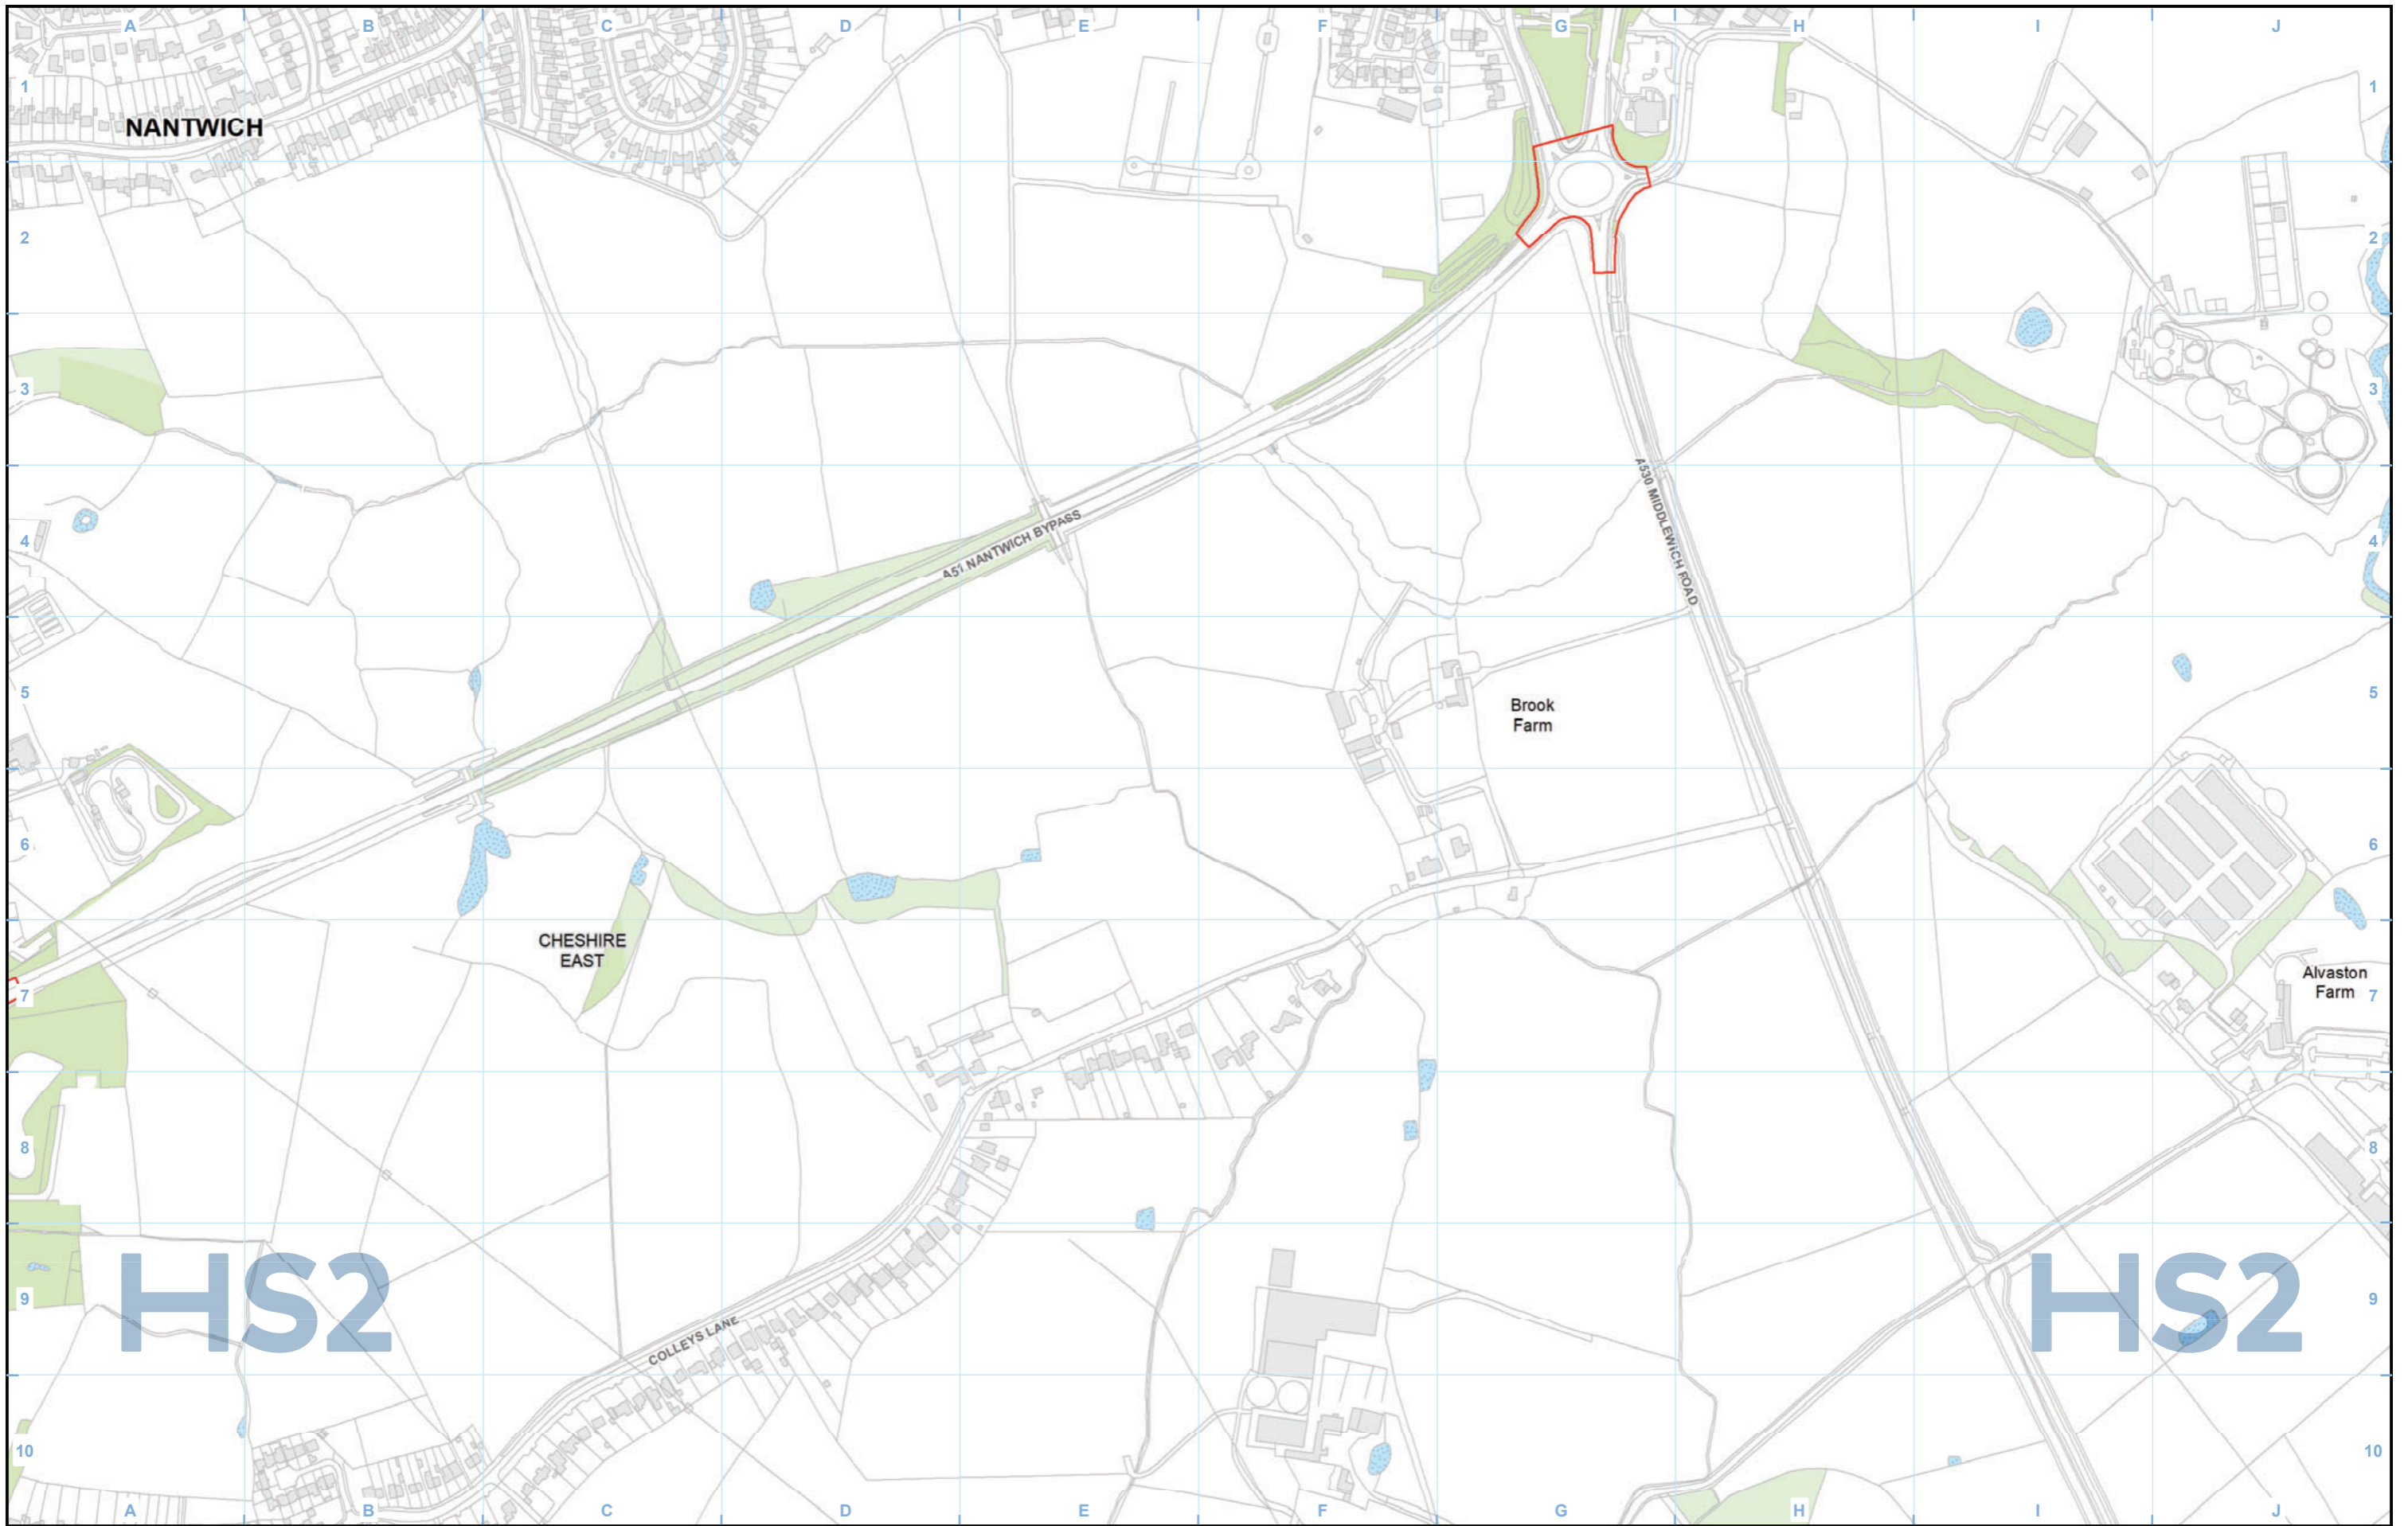 A B C D E F G H I J
1 1
NANTWICH
2 2
3 3
A530 MIDDLEWICH ROAD
A51 NANTWICH BYPASS
4 4
5 5
Brook
Farm
6 6
CHESHIRE
EAST
Alvaston
Farm
7 7
8 8
HS2 HS2
9 9
COLLEYS LANE
10 10
A B C D E F G H I J